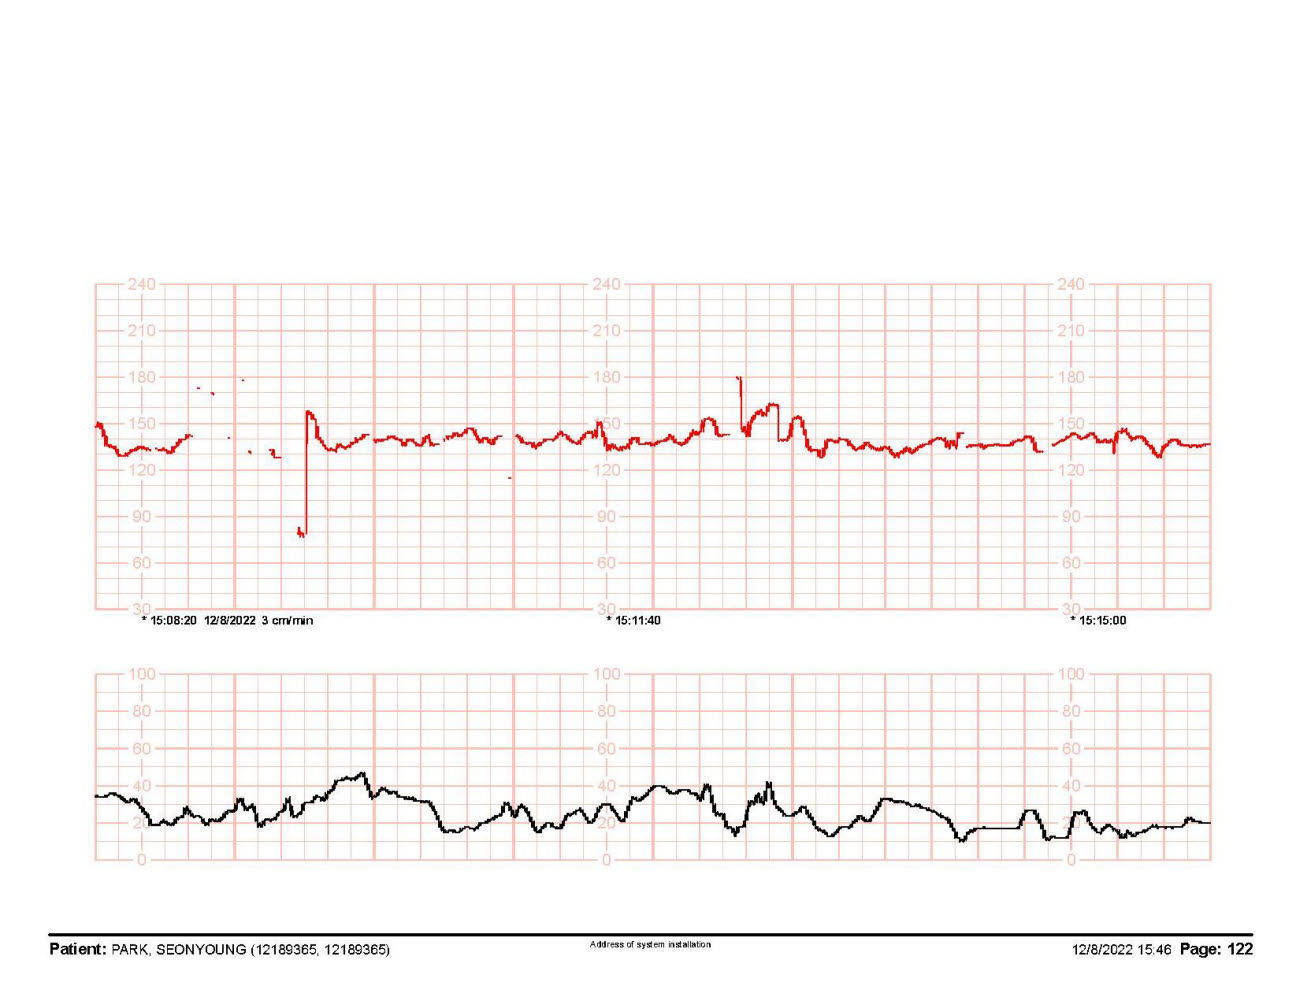 240 240 240
210 210 210
180 180 180
150 150 150
120 120 120
90 90 90
60 60 60
30 30 30
* 15:08:20 12/8/2022 3 cm/min * 15:11:40 * 15:15:00
100 100 100
80 80 80
60 60 60
40 40 40
20 20 20
0 0 0
Patient: PARK, SEONYOUNG (12189365, 12189365) Address of system installation 12/8/2022 15:46 Page: 122